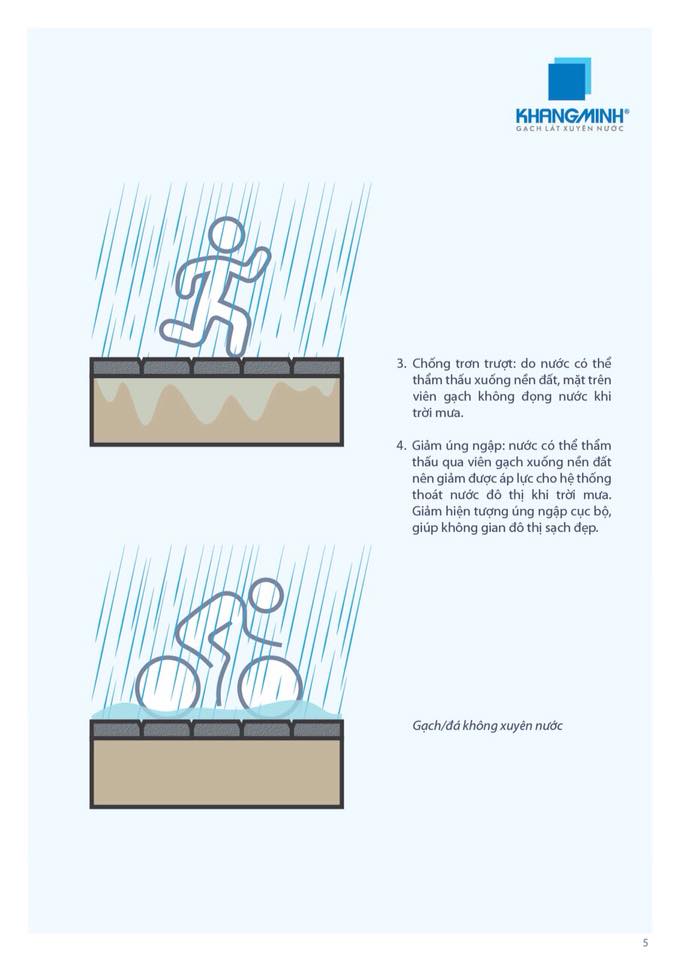 KHANGMINH®
GẠCH LÁT XUYÊN NƯỚC
3. Chống trơn trượt: do nước có thể
thẩm thấu xuống nền đất, mặt trên
viên gạch không đọng nước khi
trời mưa.
4. Giảm úng ngập: nước có thể thẩm
thấu qua viên gạch xuống nền đất
nên giảm được áp lực cho hệ thống
thoát nước đô thị khi trời mưa.
Giảm hiện tượng úng ngập cục bộ,
giúp không gian đô thị sạch đẹp.
Gạch/đá không xuyên nước
5